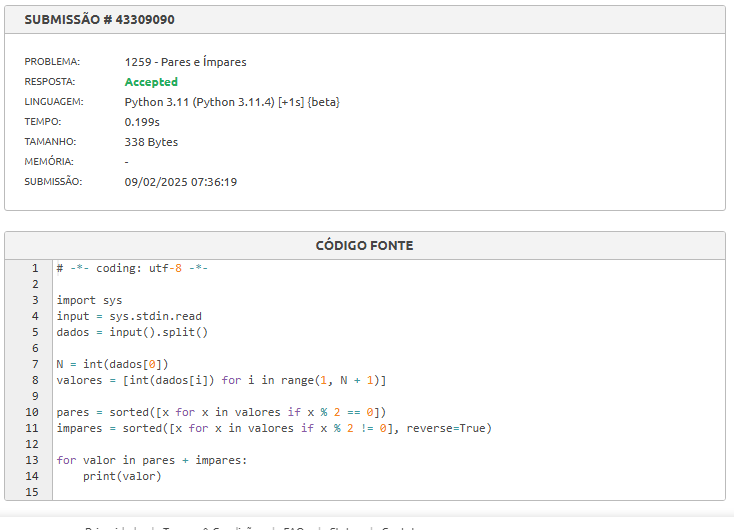 SUBMISSÃO # 43309090
PROBLEMA: 1259 - Pares e Ímpares
RESPOSTA: Accepted
LINGUAGEM: Python 3.11 (Python 3.11.4) [+1s] {beta}
TEMPO: 0.199s
TAMANHO: 338 Bytes
MEMÓRIA: -
SUBMISSÃO: 09/02/2025 07:36:19
CÓDIGO FONTE
1 # -*- coding: utf-8 -*-
2
3 import sys
4 input = sys.stdin.read
5 dados = input().split()
6
7 N = int(dados[0])
8 valores = [int(dados[i]) for i in range(1, N + 1)]
9
10 pares = sorted([x for x in valores if x % 2 == 0])
11 impares = sorted([x for x in valores if x % 2 != 0], reverse=True)
12
13 for valor in pares + impares:
14     print(valor)
15